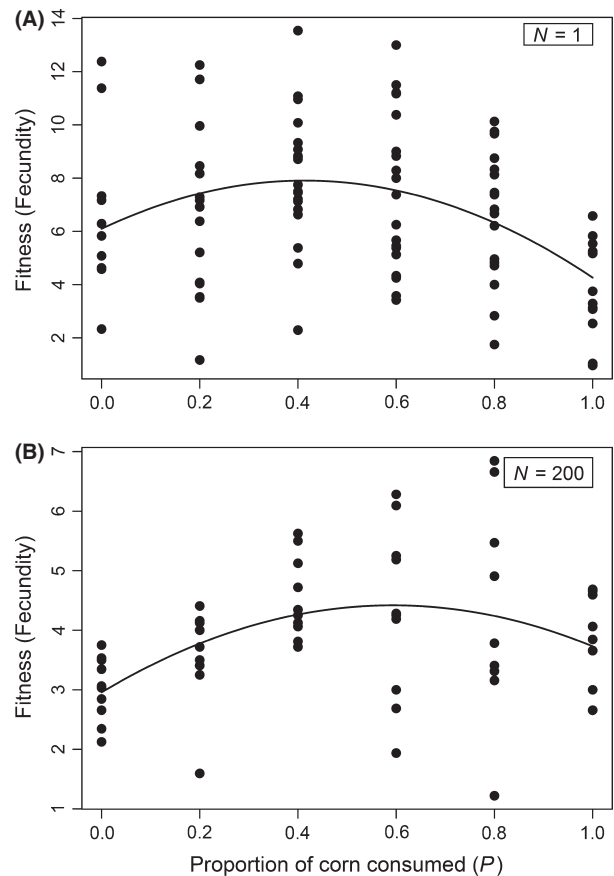 (A)
N = 1
Fitness (Fecundity)
14
12
10
8
6
4
2
0.0 0.2 0.4 0.6 0.8 1.0
(B)
N = 200
Fitness (Fecundity)
7
6
5
4
3
2
1
0.0 0.2 0.4 0.6 0.8 1.0
Proportion of corn consumed (P)